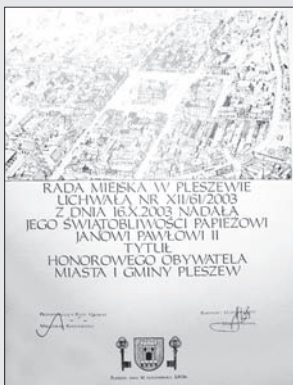 RADA MIEJSKA W PLESZEWIE
UCHWAŁĄ NR XII/61/2003
Z DNIA 16.X.2003 NADAŁA
JEGO ŚWIĄTOBLIWOŚCI PAPIEŻOWI
JANOWI PAWŁOWI II
TYTUŁ
HONOROWEGO OBYWATELA
MIASTA I GMINY PLESZEW